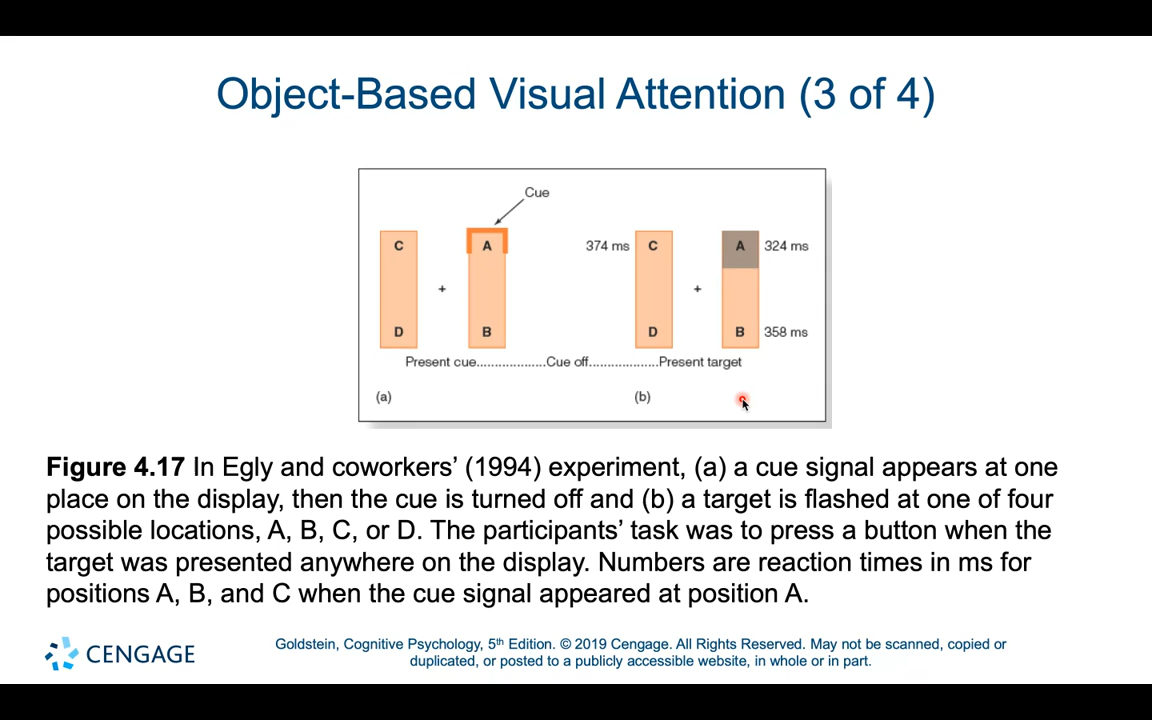 Object-Based Visual Attention (3 of 4)
Cue
C A 374 ms C A 324 ms
+ +
D B D B 358 ms
Present cue....................Cue off....................Present target
(a) (b)
Figure 4.17 In Egly and coworkers’ (1994) experiment, (a) a cue signal appears at one
place on the display, then the cue is turned off and (b) a target is flashed at one of four
possible locations, A, B, C, or D. The participants’ task was to press a button when the
target was presented anywhere on the display. Numbers are reaction times in ms for
positions A, B, and C when the cue signal appeared at position A.
CENGAGE
Goldstein, Cognitive Psychology, 5th Edition. © 2019 Cengage. All Rights Reserved. May not be scanned, copied or
duplicated, or posted to a publicly accessible website, in whole or in part.